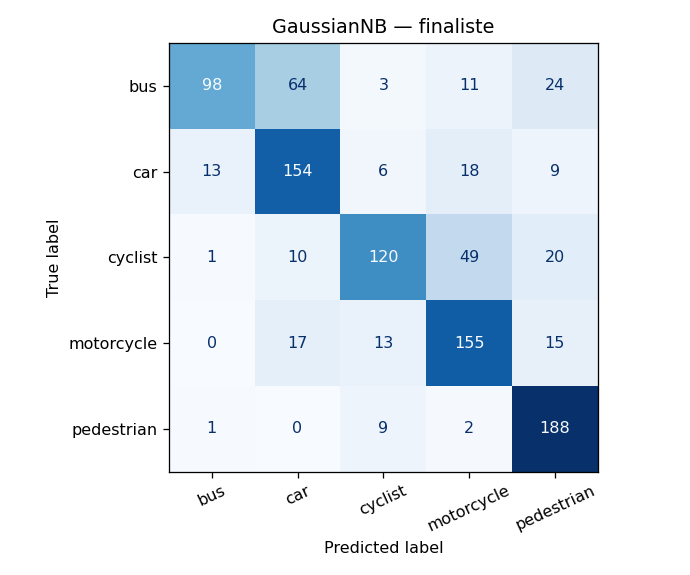 GaussianNB — finaliste
True label
bus 98 64 3 11 24
car 13 154 6 18 9
cyclist 1 10 120 49 20
motorcycle 0 17 13 155 15
pedestrian 1 0 9 2 188
bus car cyclist motorcycle pedestrian
Predicted label